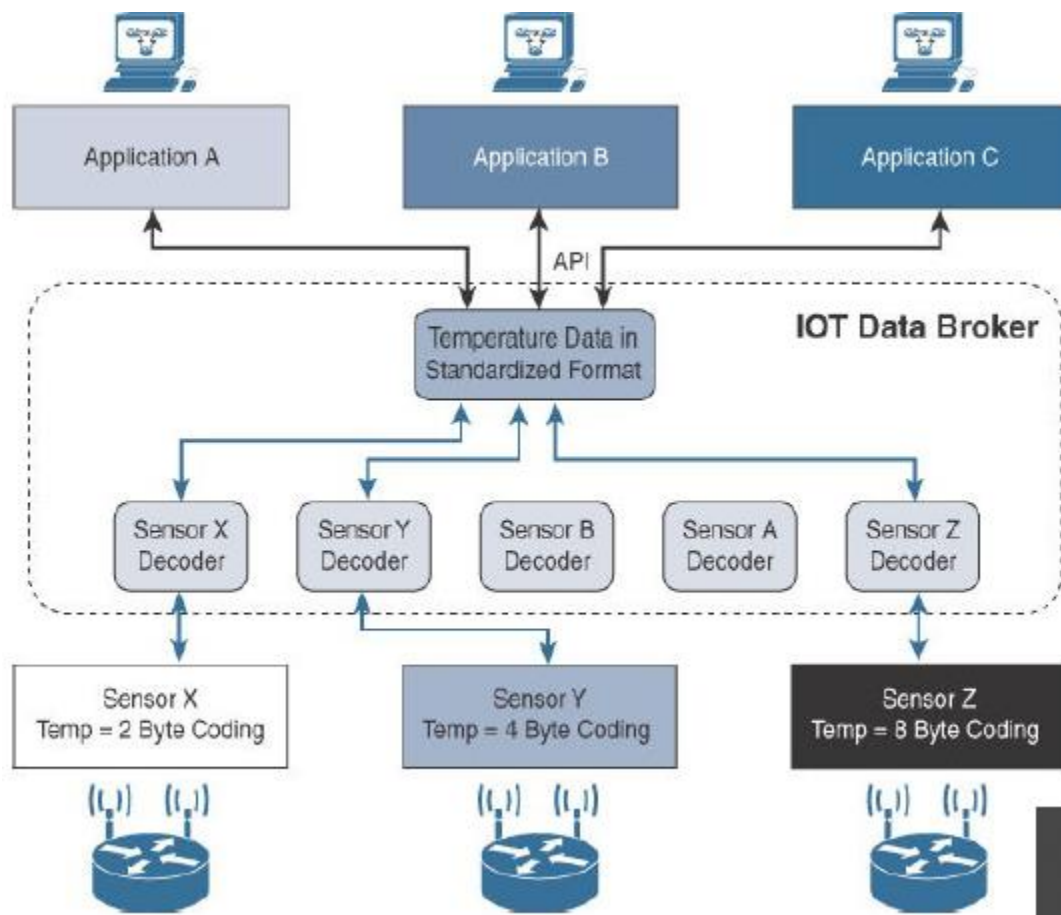 Application A
Application B
Application C
API
IOT Data Broker
Temperature Data in
Standardized Format
Sensor X
Decoder
Sensor Y
Decoder
Sensor B
Decoder
Sensor A
Decoder
Sensor Z
Decoder
Sensor X
Temp = 2 Byte Coding
Sensor Y
Temp = 4 Byte Coding
Sensor Z
Temp = 8 Byte Coding